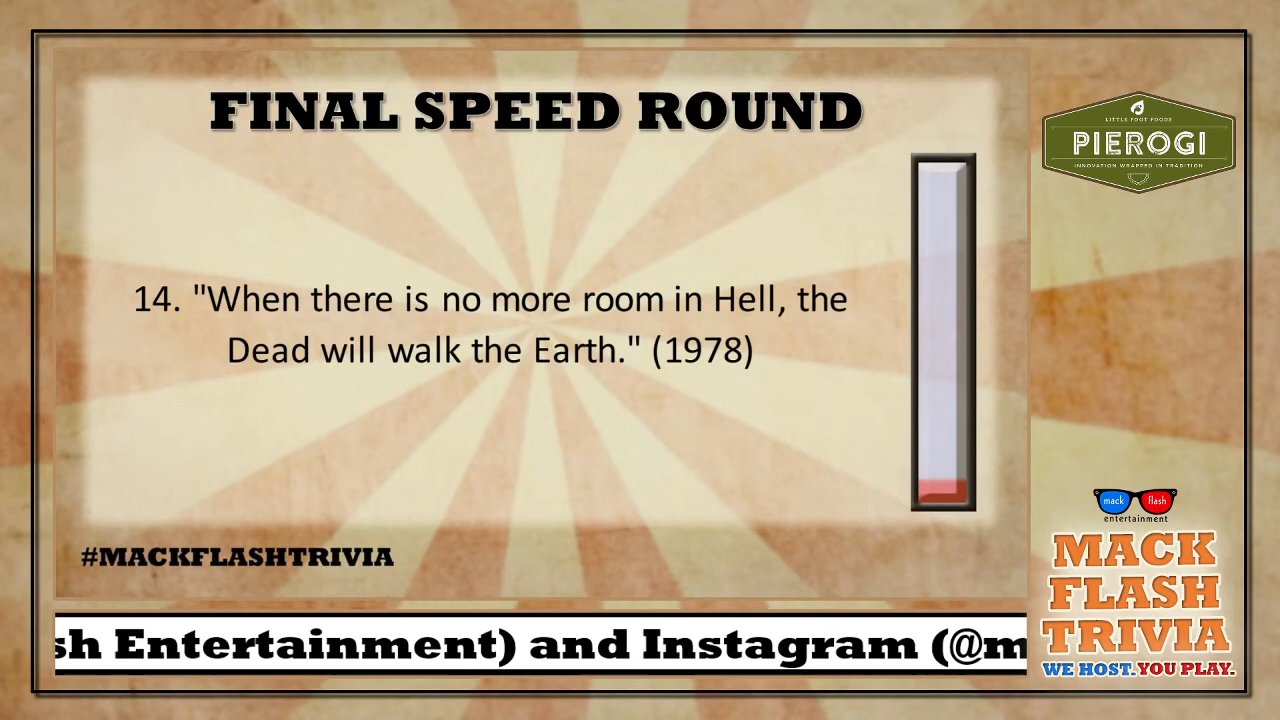 FINAL SPEED ROUND
LITTLE FOOT FOODS
PIEROGI
INNOVATION WRAPPED IN TRADITION
14. "When there is no more room in Hell, the
Dead will walk the Earth." (1978)
mack flash
entertainment
#MACKFLASHTRIVIA
MACK
FLASH
TRIVIA
WE HOST. YOU PLAY.
sh Entertainment) and Instagram (@m